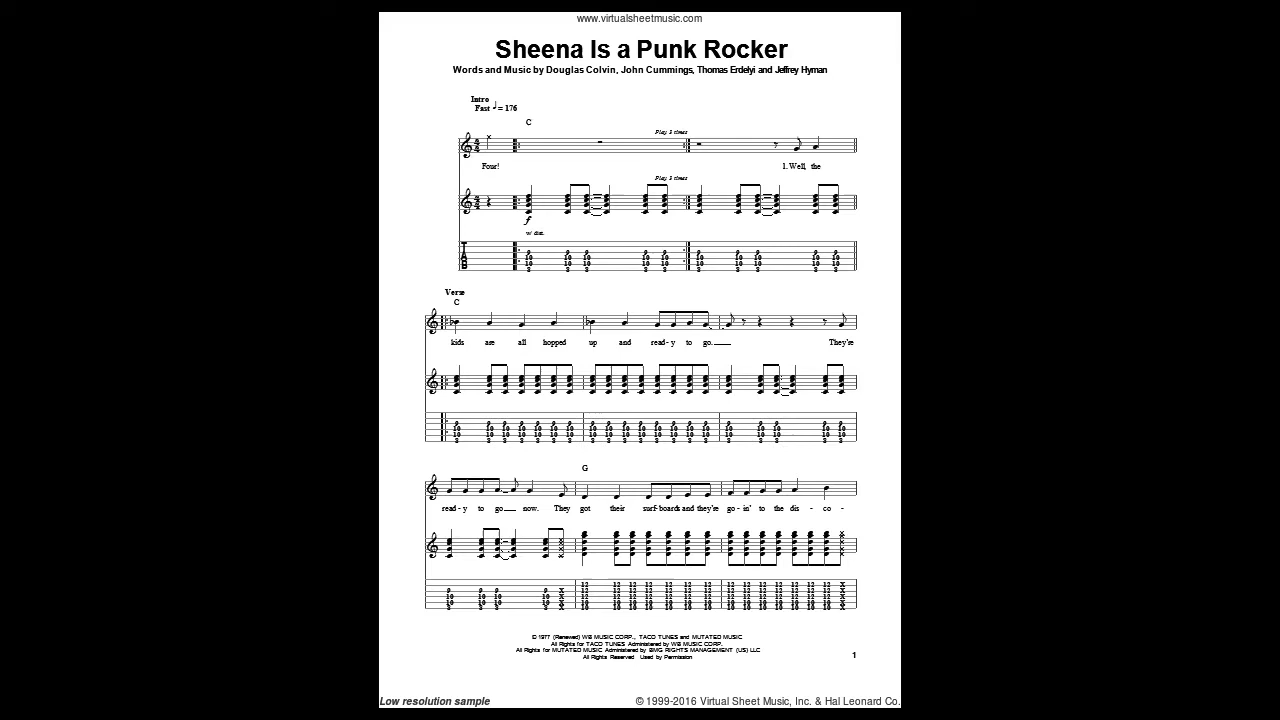 www.virtualsheetmusic.com
Sheena Is a Punk Rocker
Words and Music by Douglas Colvin, John Cummings, Thomas Erdelyi and Jeffrey Hyman
Intro
Fast ♩ = 176
C
Play 3 times
Four! 1. Well, the
Play 3 times
f
w/ dist.
Verse
C
kids are all hopped up and read - y to go. They're
G
read - y to go now. They got their surf - boards and they're go - in' to the dis - co -
© 1977 (Renewed) WB MUSIC CORP., TACO TUNES and MUTATED MUSIC
All Rights for TACO TUNES Administered by WB MUSIC CORP.
All Rights for MUTATED MUSIC Administered by BMG RIGHTS MANAGEMENT (US) LLC
All Rights Reserved Used by Permission
1
Low resolution sample © 1999-2016 Virtual Sheet Music, Inc. & Hal Leonard Co.